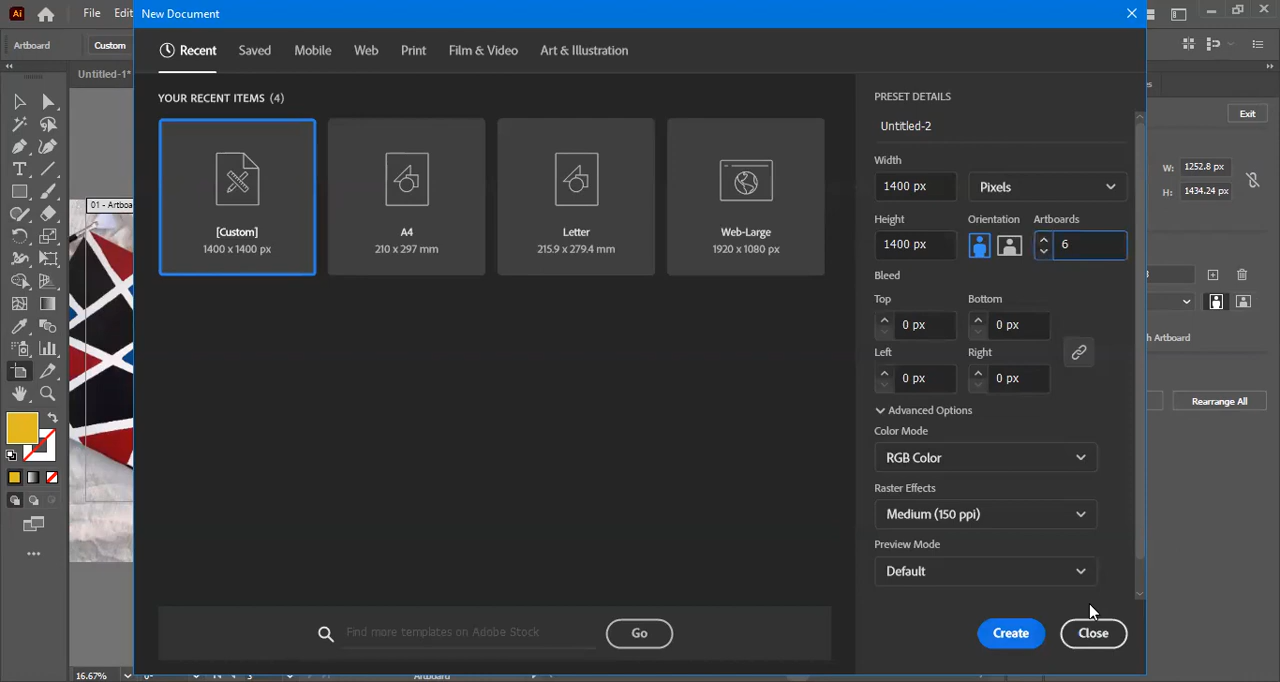 Ai File Edit New Document
Artboard Custom
Recent Saved Mobile Web Print Film & Video Art & Illustration
Untitled-1*
YOUR RECENT ITEMS (4)
[Custom]
1400 x 1400 px
A4
210 x 297 mm
Letter
215.9 x 279.4 mm
Web-Large
1920 x 1080 px
Find more templates on Adobe Stock
Go
PRESET DETAILS
Untitled-2
Width
1400 px Pixels
Height Orientation Artboards
1400 px 6
Bleed
Top Bottom
0 px 0 px
Left Right
0 px 0 px
Advanced Options
Color Mode
RGB Color
Raster Effects
Medium (150 ppi)
Preview Mode
Default
Create Close
Exit
W: 1252.8 px
H: 1434.24 px
Artboard
Rearrange All
01 - Artboa
16.67% 0° 3 Artboard